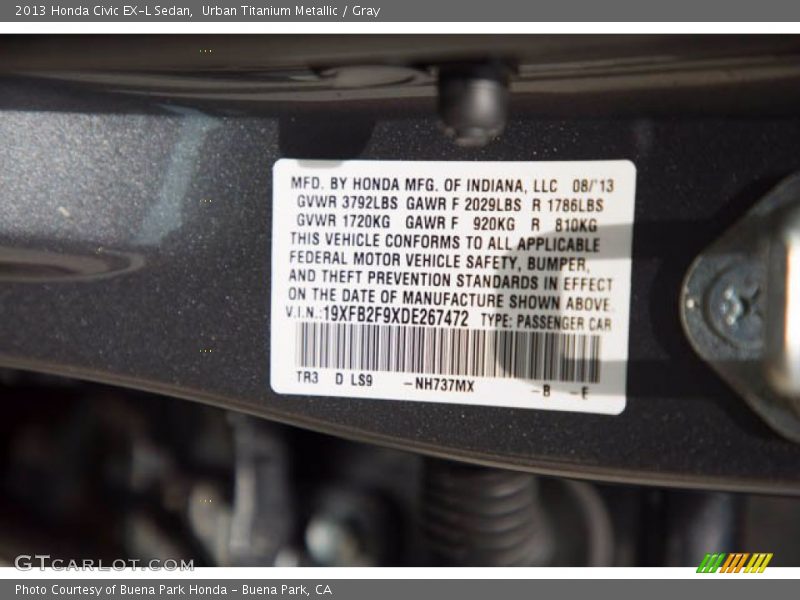 2013 Honda Civic EX-L Sedan,  Urban Titanium Metallic / Gray
MFD. BY HONDA MFG. OF INDIANA, LLC 08/'13
GVWR 3792LBS GAWR F 2029LBS R 1786LBS
GVWR 1720KG GAWR F 920KG R 810KG
THIS VEHICLE CONFORMS TO ALL APPLICABLE
FEDERAL MOTOR VEHICLE SAFETY, BUMPER,
AND THEFT PREVENTION STANDARDS IN EFFECT
ON THE DATE OF MANUFACTURE SHOWN ABOVE.
V.I.N.:19XFB2F9XDE267472 TYPE: PASSENGER CAR
TR3 D LS9 -NH737MX -B -E
GTcarlot.com
Photo Courtesy of Buena Park Honda - Buena Park, CA